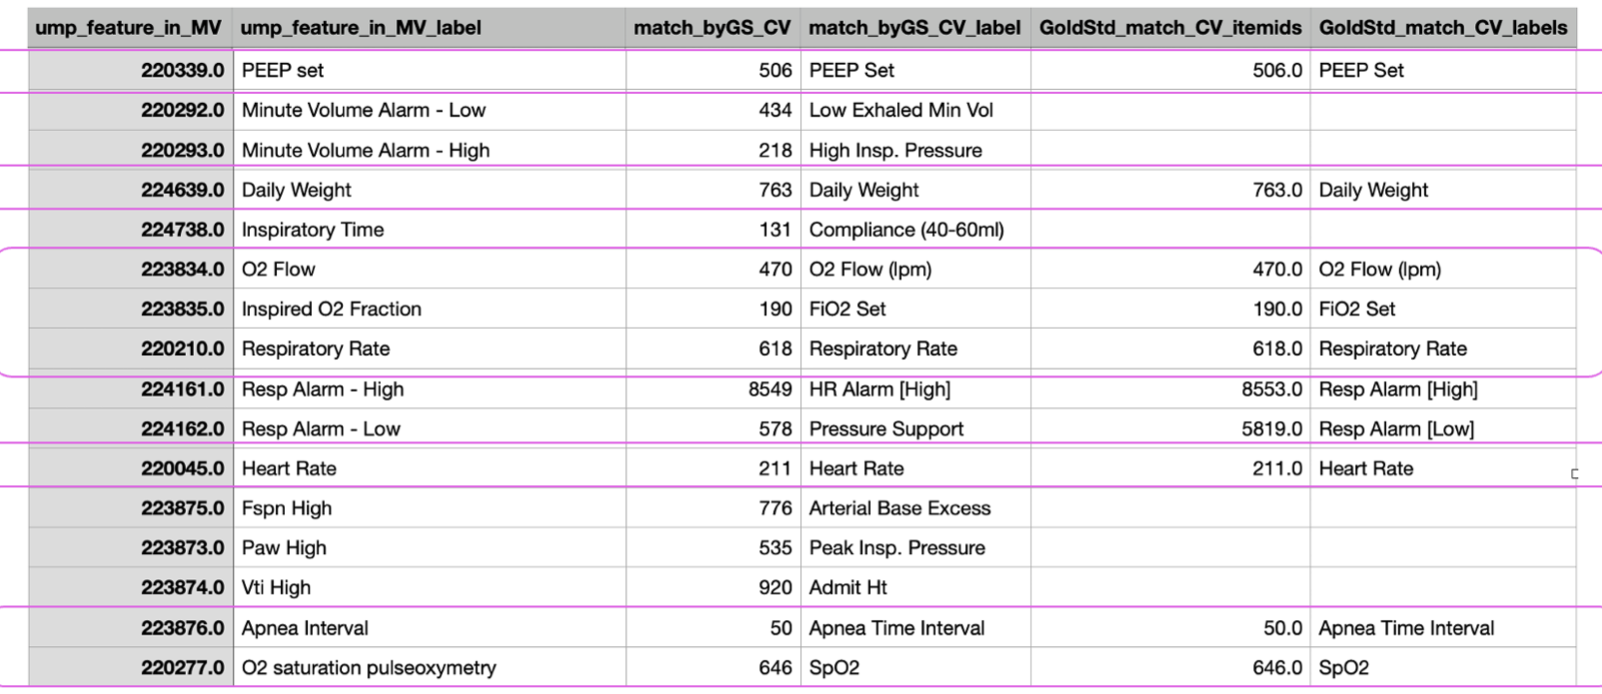 ump_feature_in_MV ump_feature_in_MV_label match_byGS_CV match_byGS_CV_label GoldStd_match_CV_itemids GoldStd_match_CV_labels
220339.0 PEEP set 506 PEEP Set 506.0 PEEP Set
220292.0 Minute Volume Alarm - Low 434 Low Exhaled Min Vol
220293.0 Minute Volume Alarm - High 218 High Insp. Pressure
224639.0 Daily Weight 763 Daily Weight 763.0 Daily Weight
224738.0 Inspiratory Time 131 Compliance (40-60ml)
223834.0 O2 Flow 470 O2 Flow (lpm) 470.0 O2 Flow (lpm)
223835.0 Inspired O2 Fraction 190 FiO2 Set 190.0 FiO2 Set
220210.0 Respiratory Rate 618 Respiratory Rate 618.0 Respiratory Rate
224161.0 Resp Alarm - High 8549 HR Alarm [High] 8553.0 Resp Alarm [High]
224162.0 Resp Alarm - Low 578 Pressure Support 5819.0 Resp Alarm [Low]
220045.0 Heart Rate 211 Heart Rate 211.0 Heart Rate
223875.0 Fspn High 776 Arterial Base Excess
223873.0 Paw High 535 Peak Insp. Pressure
223874.0 Vti High 920 Admit Ht
223876.0 Apnea Interval 50 Apnea Time Interval 50.0 Apnea Time Interval
220277.0 O2 saturation pulseoxymetry 646 SpO2 646.0 SpO2